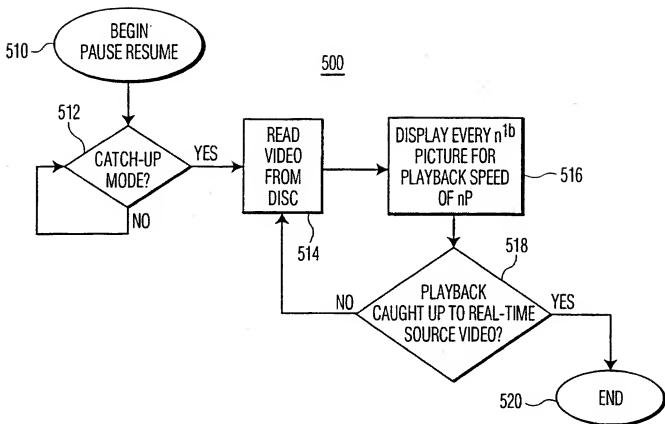 BEGIN
PAUSE RESUME
510
500
512
CATCH-UP
MODE?
YES
NO
READ
VIDEO
FROM
DISC
514
DISPLAY EVERY n1b
PICTURE FOR
PLAYBACK SPEED
OF nP
516
518
PLAYBACK
CAUGHT UP TO REAL-TIME
SOURCE VIDEO?
NO
YES
END
520